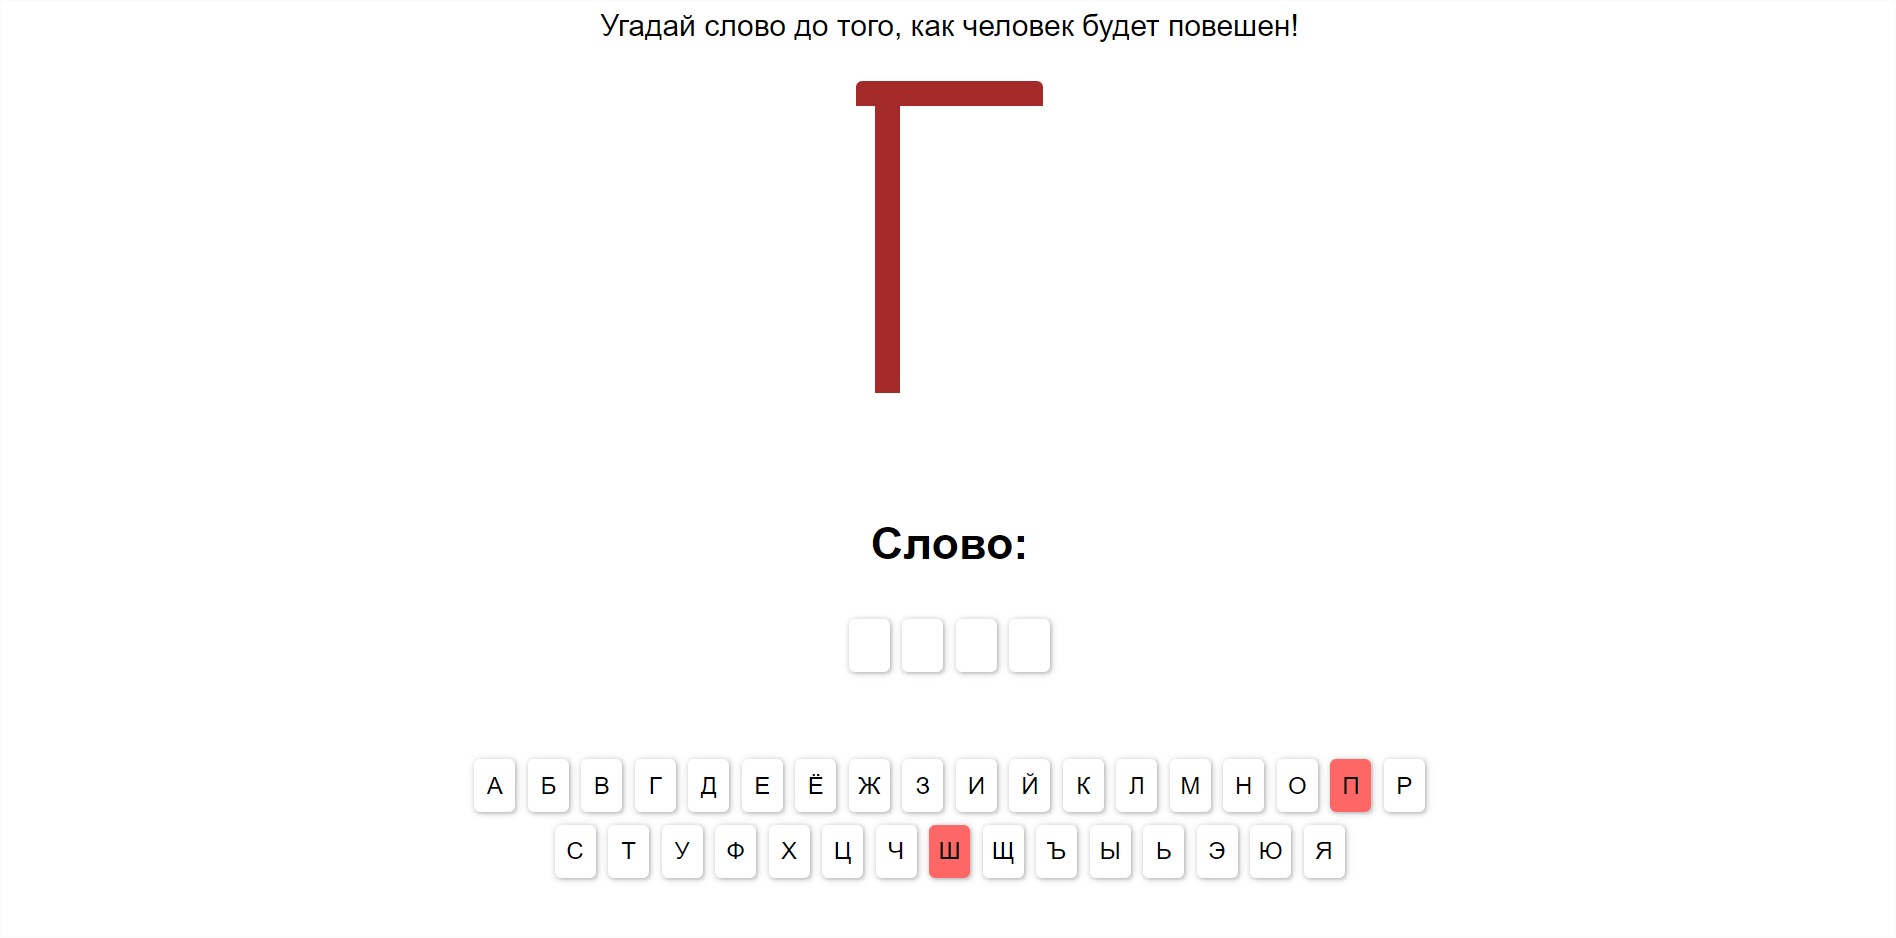 Угадай слово до того, как человек будет повешен!
Слово:
А Б В Г Д Е Ё Ж З И Й К Л М Н О П Р
С Т У Ф Х Ц Ч Ш Щ Ъ Ы Ь Э Ю Я